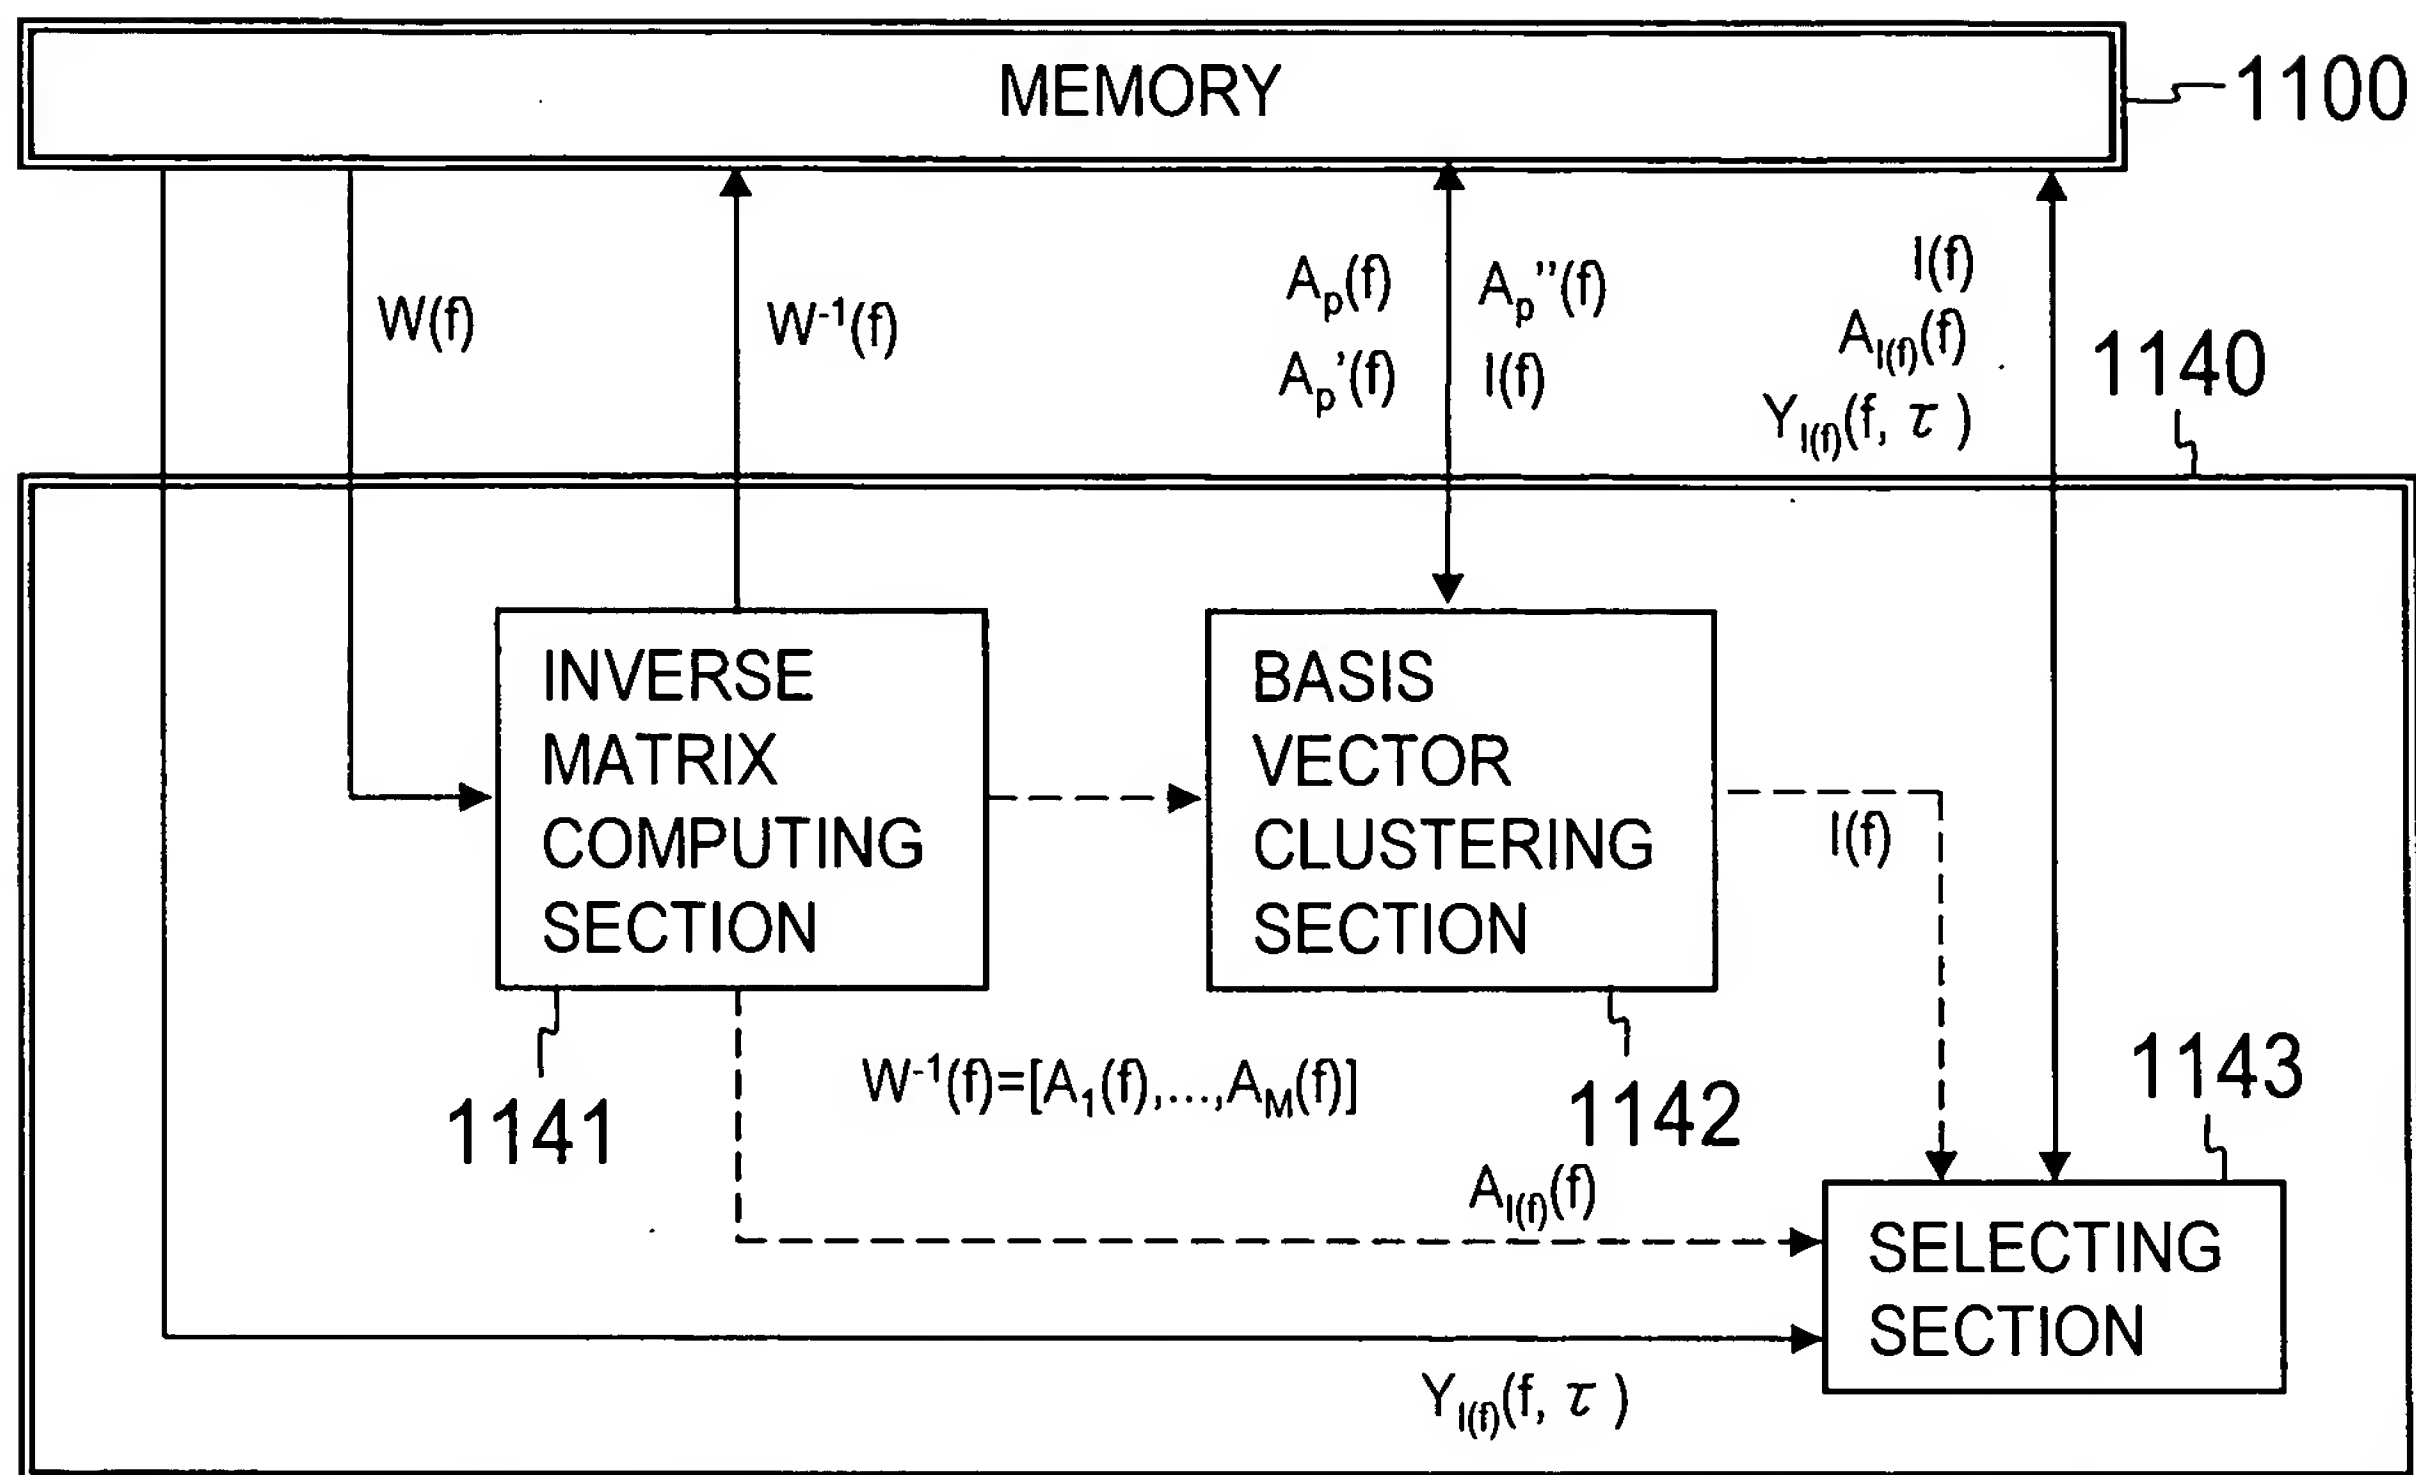 MEMORY
1100
W(f)
W⁻¹(f)
Aₚ(f)
Aₚ'(f)
Aₚ''(f)
I(f)
I(f)
A_I(f)(f)
Y_I(f)(f, τ)
1140
INVERSE
MATRIX
COMPUTING
SECTION
BASIS
VECTOR
CLUSTERING
SECTION
I(f)
1141
W⁻¹(f)=[A₁(f),...,A_M(f)]
1142
1143
A_I(f)(f)
SELECTING
SECTION
Y_I(f)(f, τ)